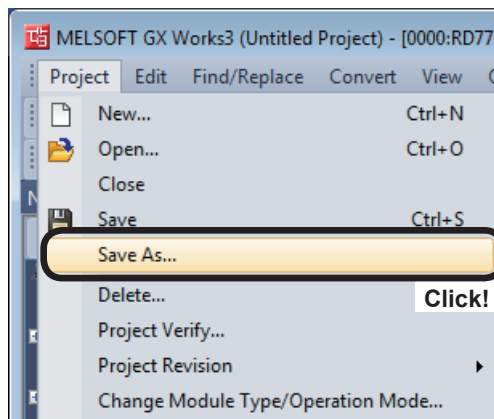 MELSOFT GX Works3 (Untitled Project) - [0000:RD77
Project Edit Find/Replace Convert View
New... Ctrl+N
Open... Ctrl+O
Close
Save Ctrl+S
Save As...
Delete... Click!
Project Verify...
Project Revision
Change Module Type/Operation Mode...